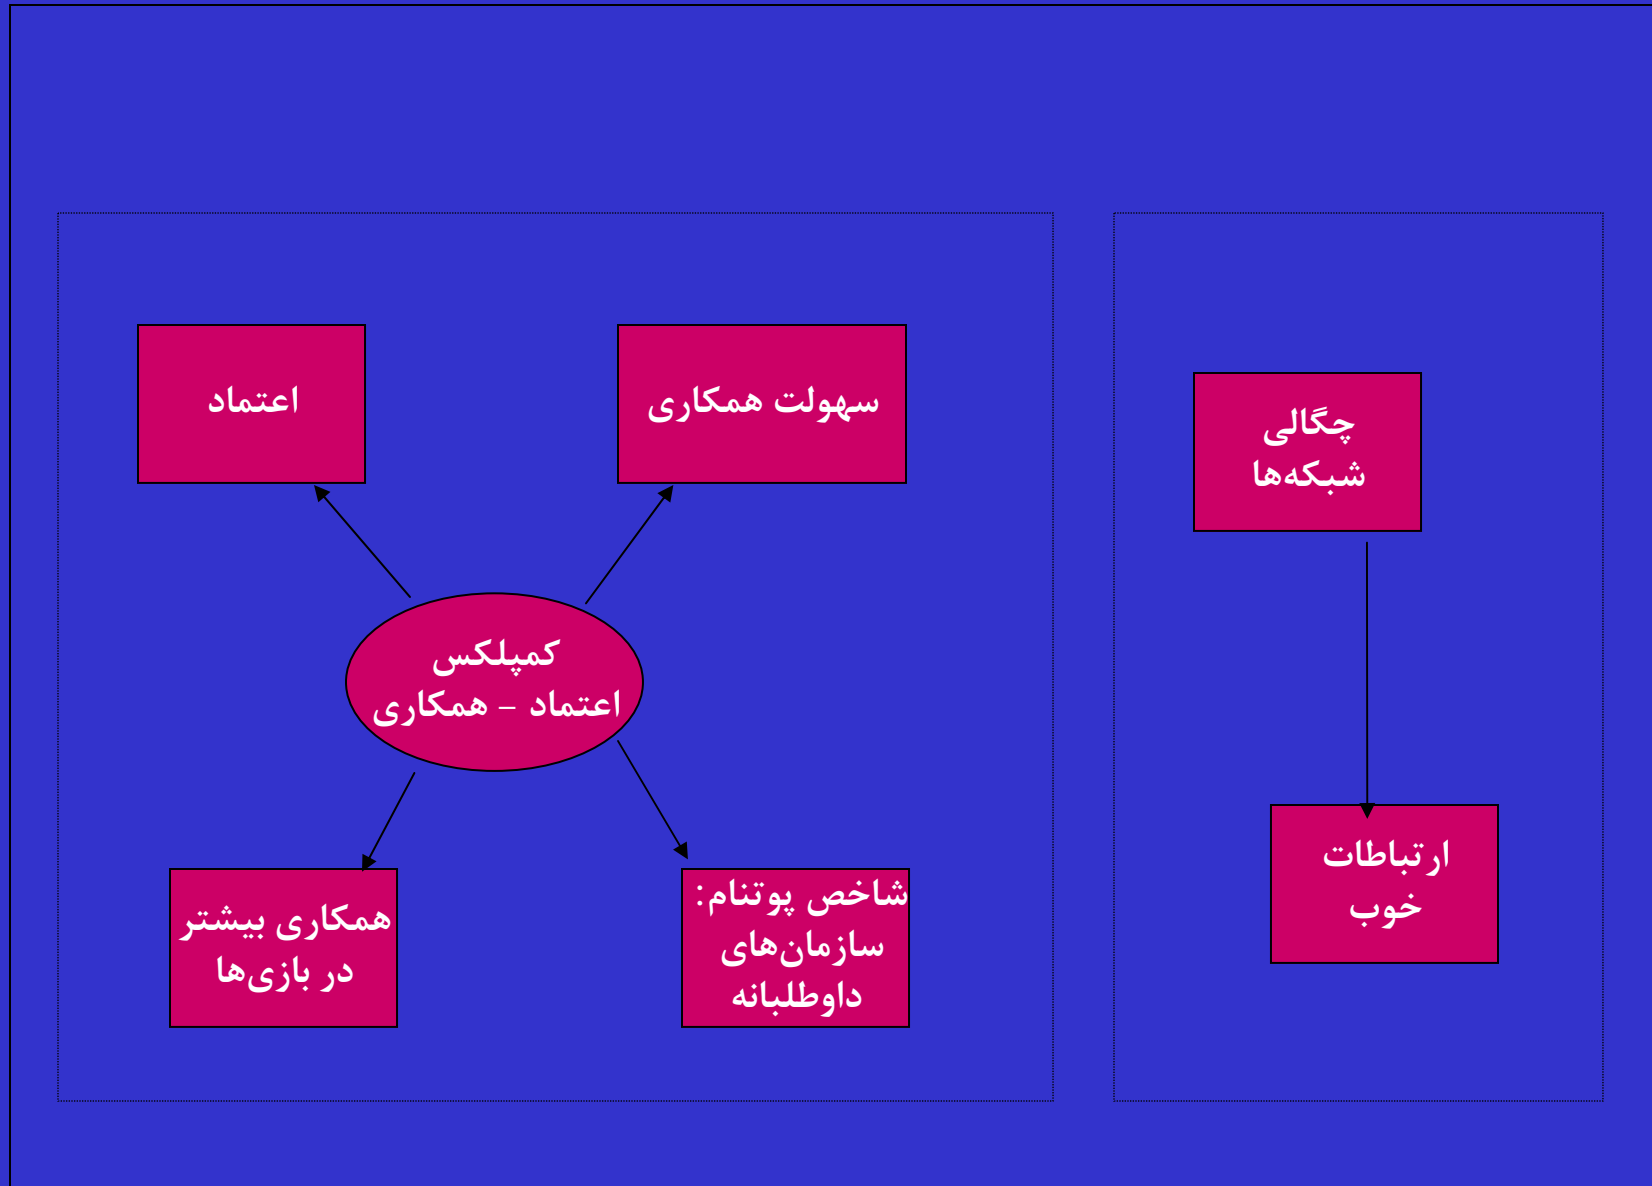 چگالی
شبکه‌ها
ارتباطات
خوب
سهولت همکاری
اعتماد
کمپلکس
اعتماد – همکاری
شاخص پوتنام:
سازمان‌های
داوطلبانه
همکاری بیشتر
در بازی‌ها